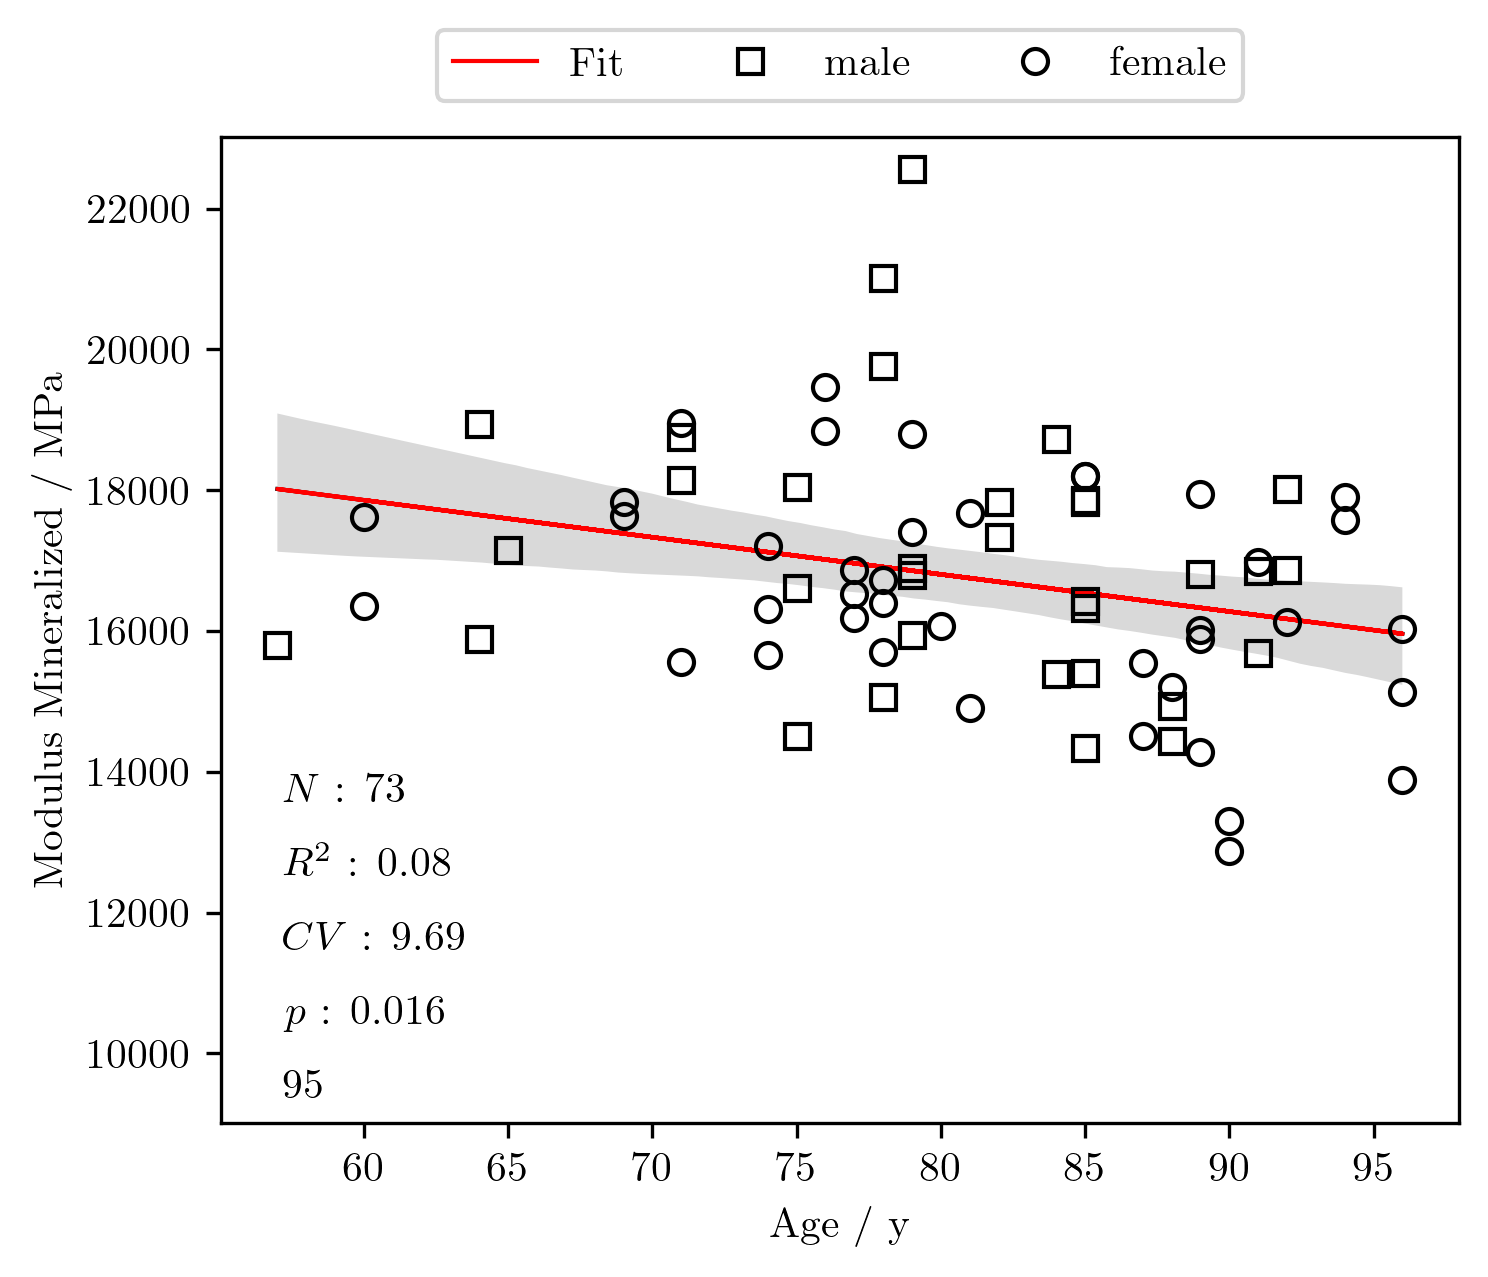 Fit male female
Modulus Mineralized / MPa
22000
20000
18000
16000
14000
12000
10000
N : 73
R² : 0.08
CV : 9.69
p : 0.016
95
60 65 70 75 80 85 90 95
Age / y